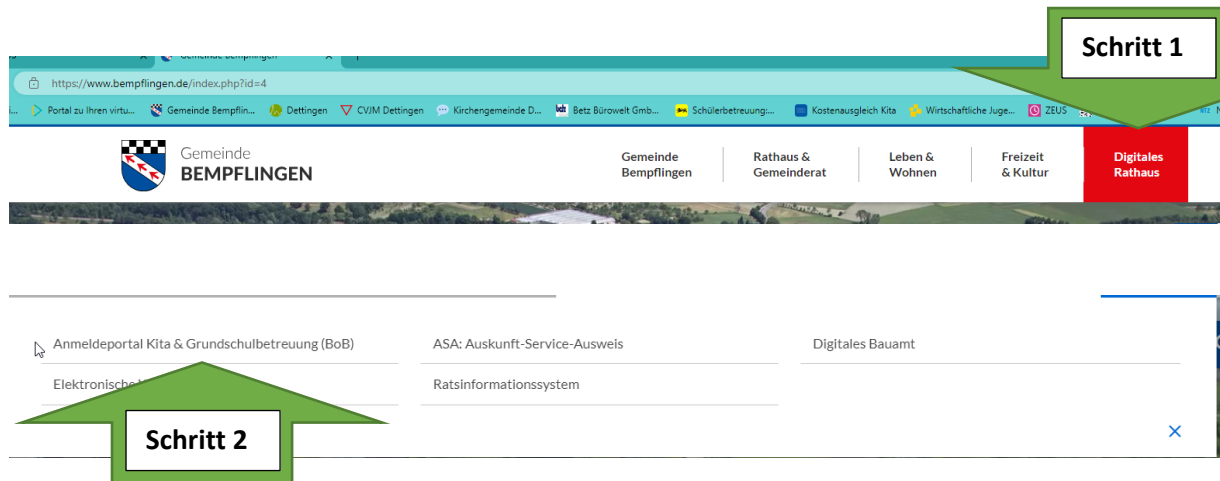 Schritt 1
https://www.bempflingen.de/index.php?id=4
Portal zu Ihren virtu... Gemeinde Bempflin... Dettingen CVJM Dettingen Kirchengemeinde D... Betz Bürowelt Gmb... Schülerbetreuung:... Kostenausgleich Kita Wirtschaftliche Juge... ZEUS
Gemeinde
BEMPFLINGEN
Gemeinde
Bempflingen
Rathaus &
Gemeinderat
Leben &
Wohnen
Freizeit
& Kultur
Digitales
Rathaus
Anmeldeportal Kita & Grundschulbetreuung (BoB)
ASA: Auskunft-Service-Ausweis
Digitales Bauamt
Elektronische
Ratsinformationssystem
Schritt 2